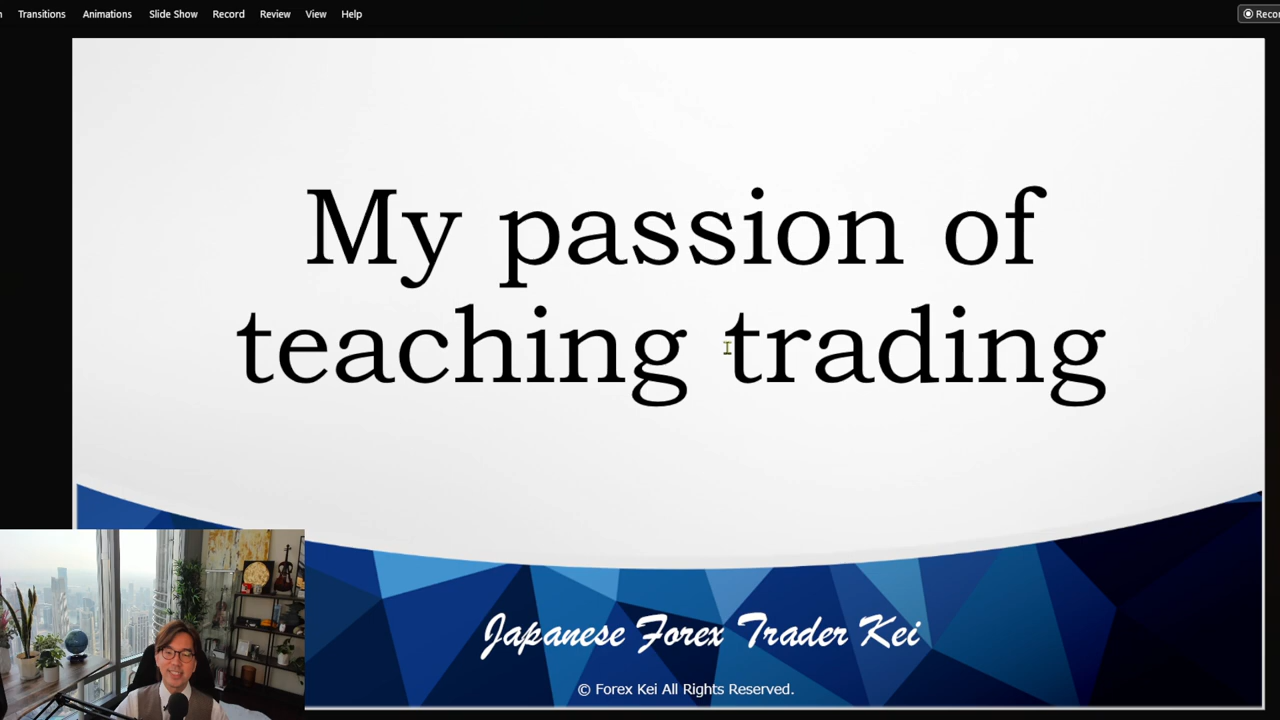 Transitions Animations Slide Show Record Review View Help
My passion of
teaching trading
Japanese Forex Trader Kei
© Forex Kei All Rights Reserved.